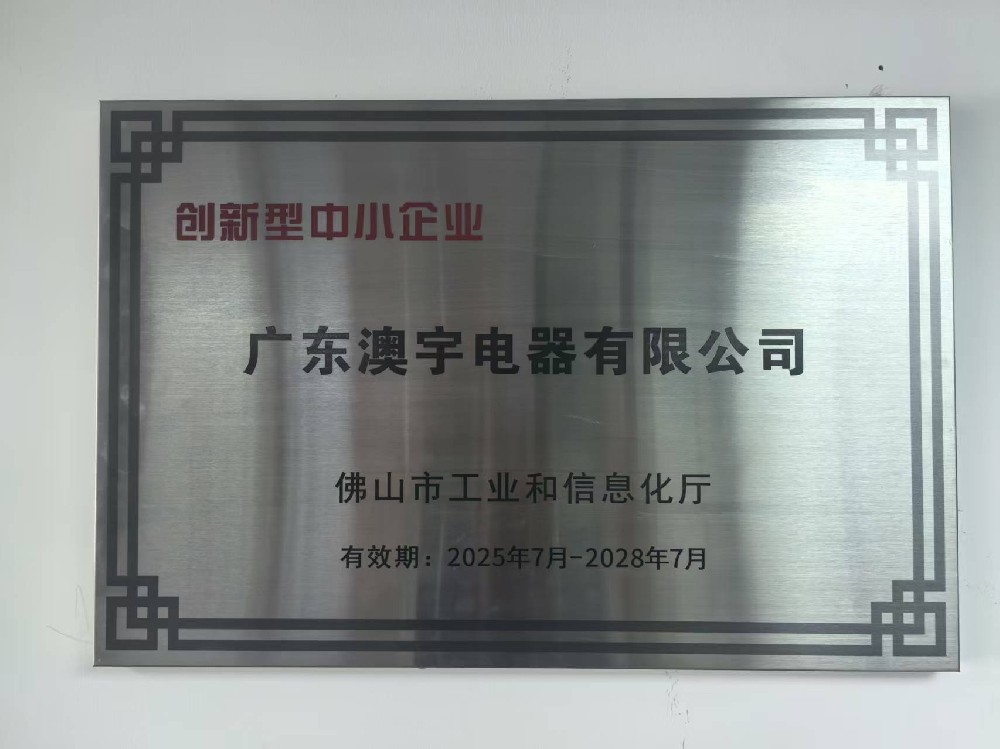 创新型中小企业
广东澳宇电器有限公司
佛山市工业和信息化厅
有效期：2025年7月-2028年7月